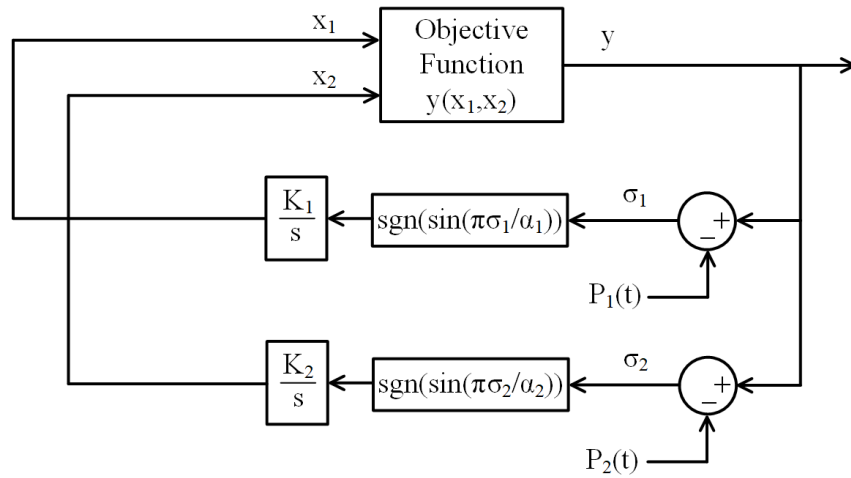 x₁
Objective
Function
y(x₁,x₂)
y
x₂
K₁
s
sgn(sin(πσ₁/α₁))
σ₁
+
−
P₁(t)
K₂
s
sgn(sin(πσ₂/α₂))
σ₂
+
−
P₂(t)